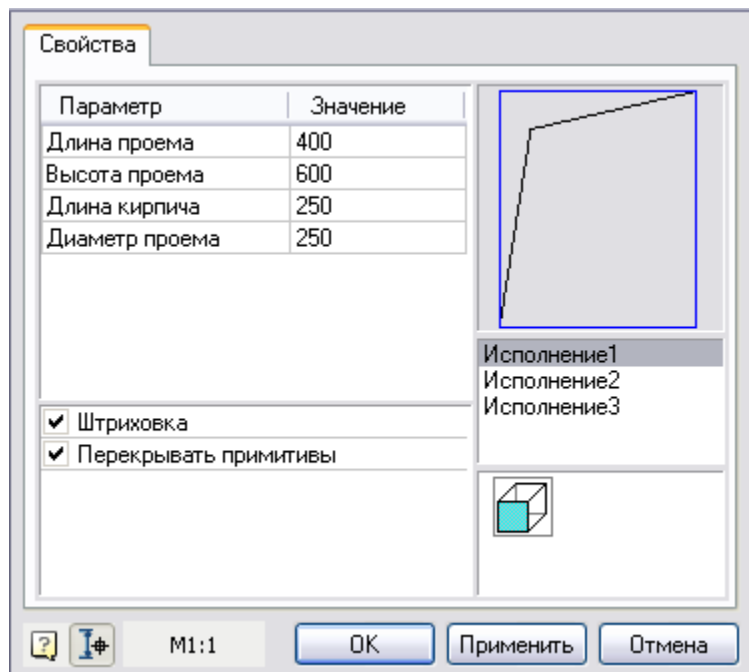 Свойства
Параметр Значение
Длина проема 400
Высота проема 600
Длина кирпича 250
Диаметр проема 250
Исполнение1
Исполнение2
Исполнение3
Штриховка
Перекрывать примитивы
? М1:1 OK Применить Отмена